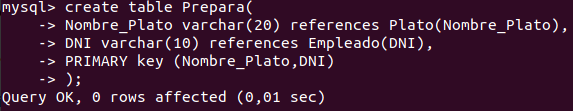 mysql> create table Prepara(
-> Nombre_Plato varchar(20) references Plato(Nombre_Plato),
-> DNI varchar(10) references Empleado(DNI),
-> PRIMARY key (Nombre_Plato,DNI)
-> );
Query OK, 0 rows affected (0,01 sec)